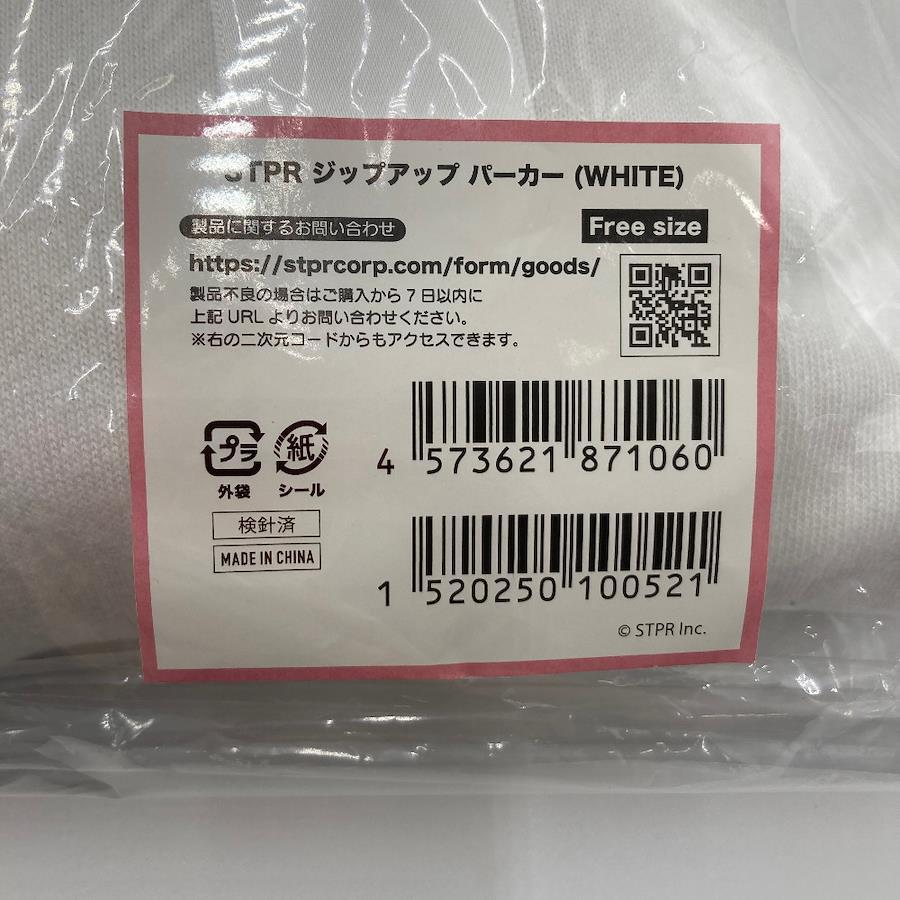 STPR ジップアップ パーカー (WHITE)
製品に関するお問い合わせ
Free size
https://stprcorp.com/form/goods/
製品不良の場合はご購入から7日以内に
上記URLよりお問い合わせください。
※右の二次元コードからもアクセスできます。
プラ
外袋
紙
シール
検針済
MADE IN CHINA
4 573621 871060
1 520250 100521
© STPR Inc.